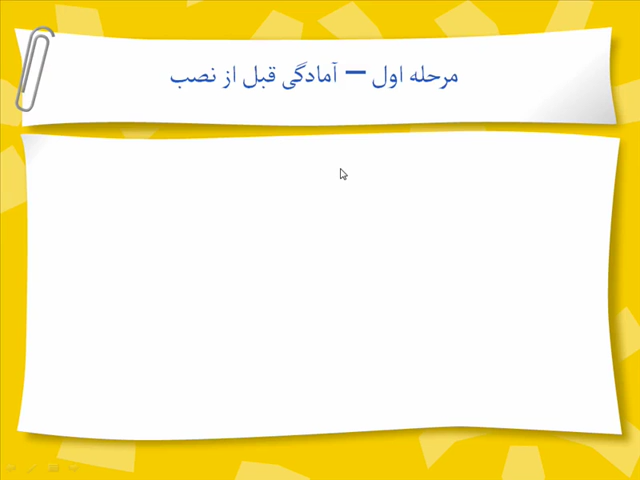 مرحله اول – آمادگی قبل از نصب